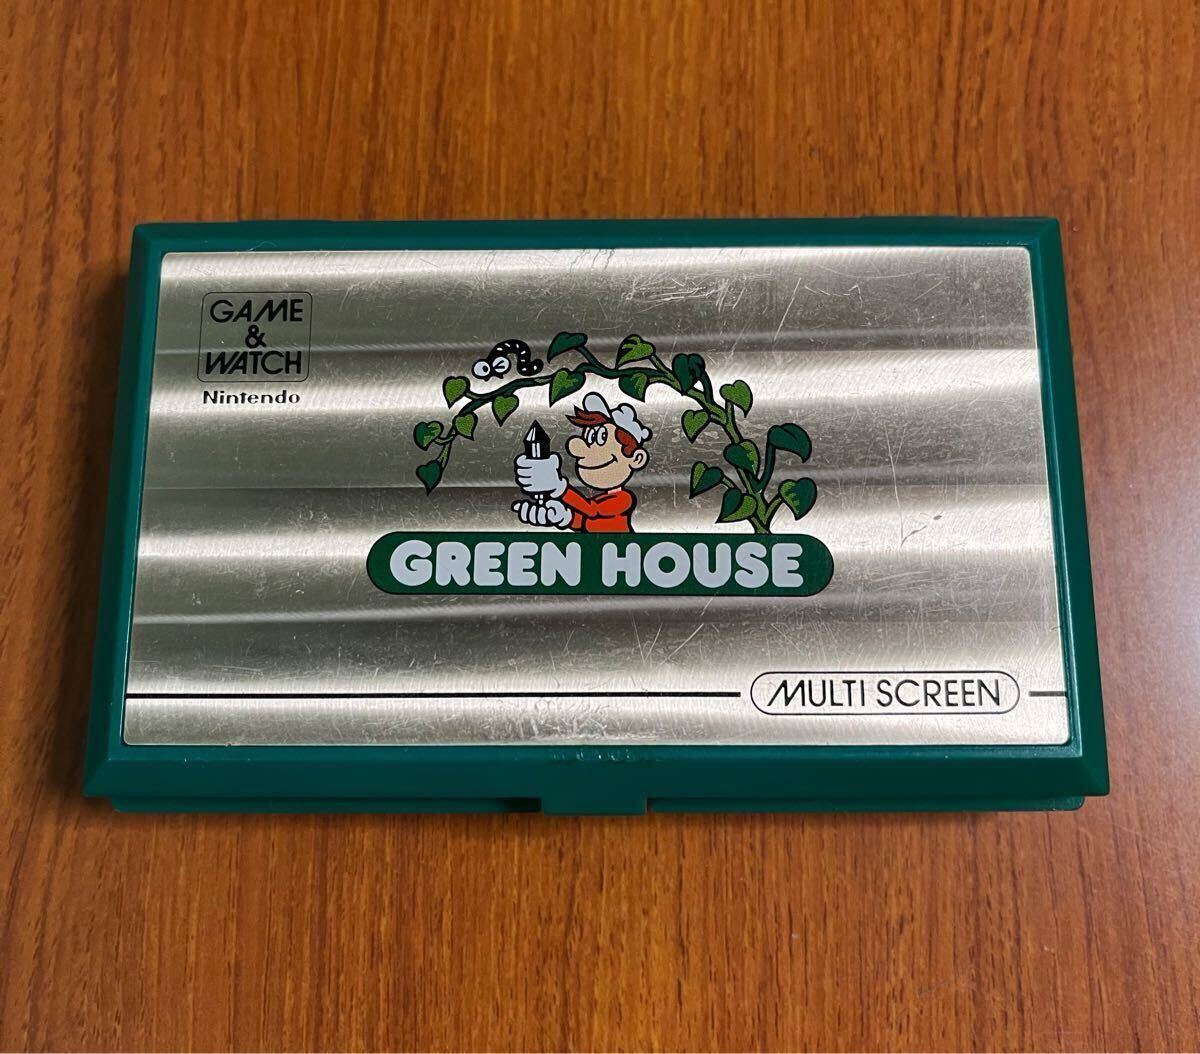 GAME
&
WATCH
Nintendo
GREEN HOUSE
MULTI SCREEN